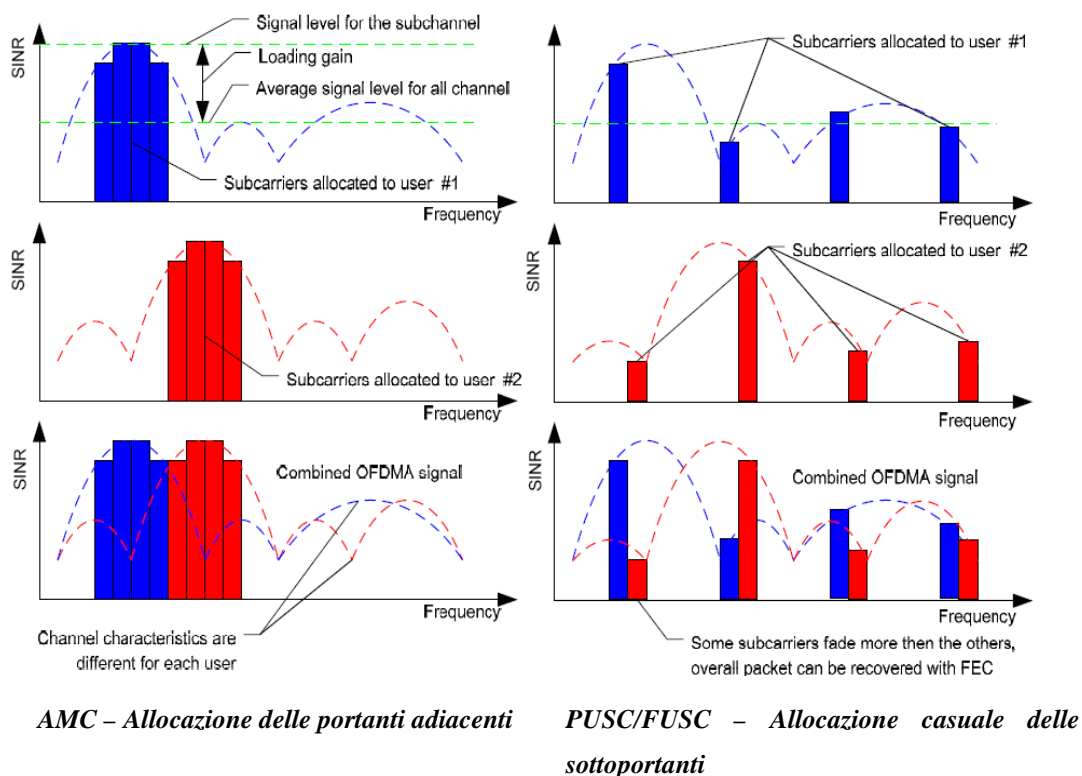 Signal level for the subchannel
SINR
Loading gain
Average signal level for all channel
Subcarriers allocated to user #1
Frequency
SINR
Subcarriers allocated to user #2
Frequency
SINR
Combined OFDMA signal
Frequency
Channel characteristics are
different for each user
AMC – Allocazione delle portanti adiacenti
SINR
Subcarriers allocated to user #1
Frequency
SINR
Subcarriers allocated to user #2
Frequency
SINR
Combined OFDMA signal
Frequency
Some subcarriers fade more then the others,
overall packet can be recovered with FEC
PUSC/FUSC – Allocazione casuale delle
sottoportanti